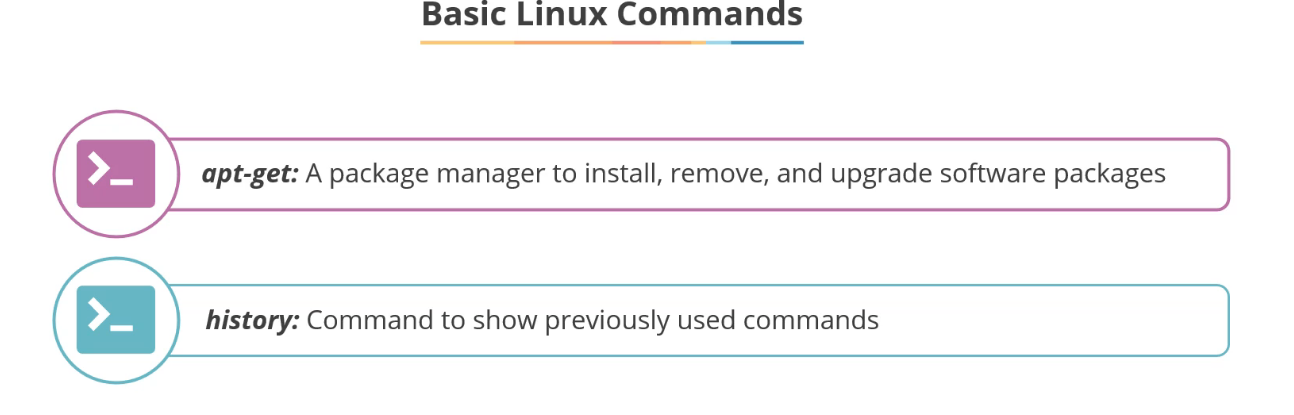 Basic Linux Commands
apt-get: A package manager to install, remove, and upgrade software packages
history: Command to show previously used commands